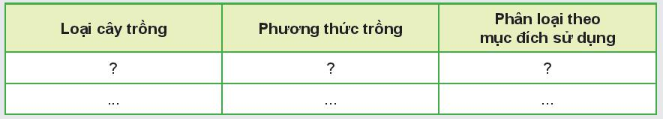 Loại cây trồng Phương thức trồng Phân loại theo
mục đích sử dụng
? ? ?
... ... ...